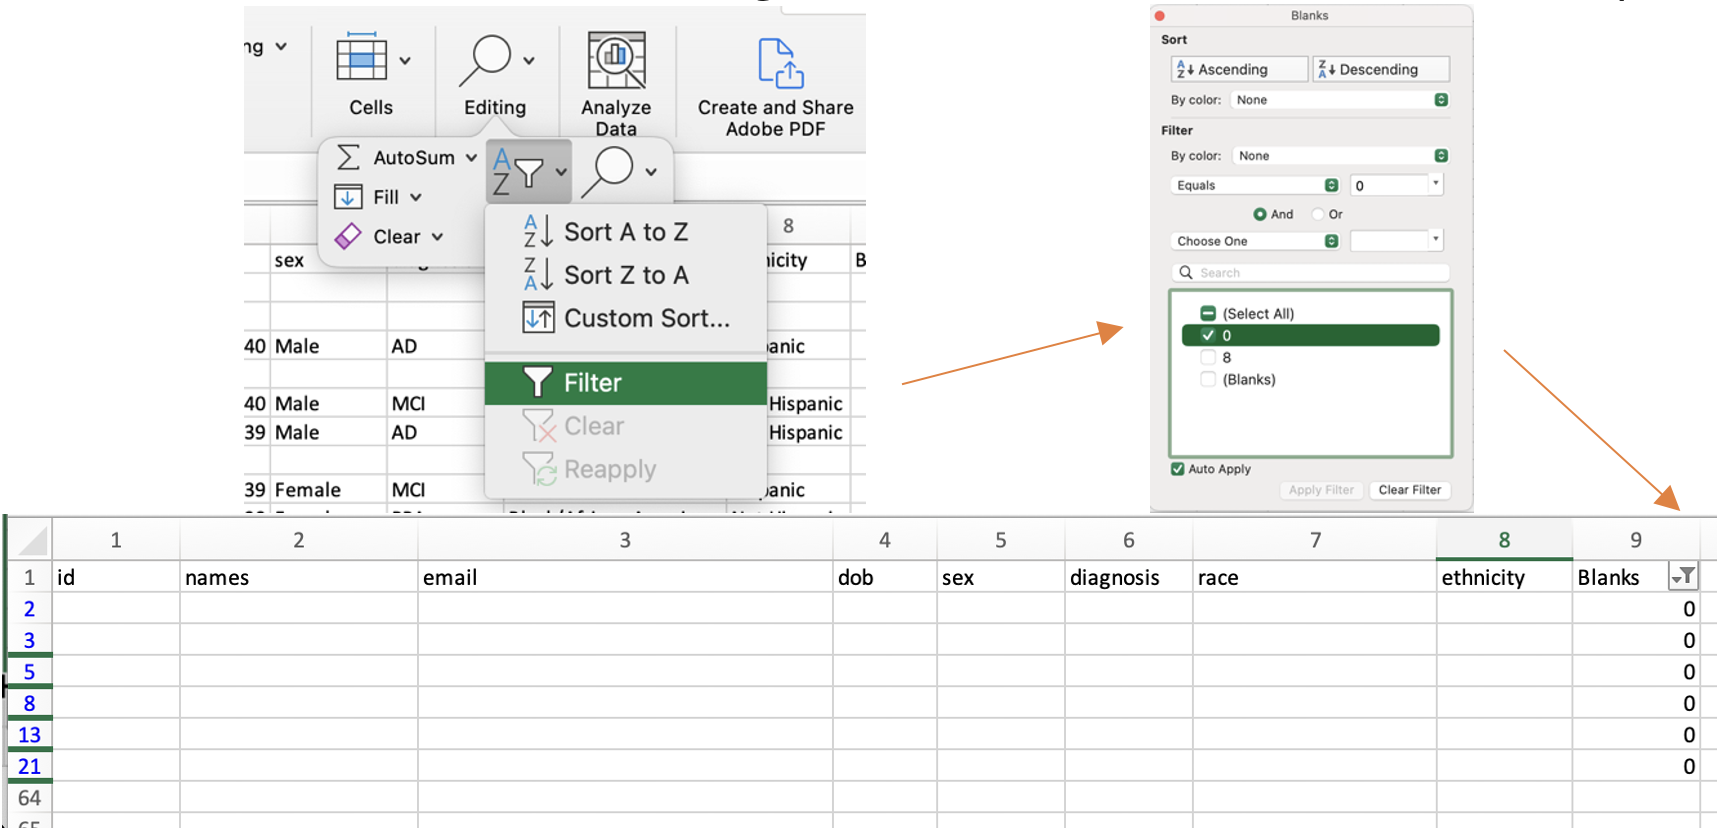 ng
Cells
Editing
Analyze
Data
Create and Share
Adobe PDF
AutoSum
Fill
Clear
Sort A to Z
Sort Z to A
Custom Sort...
Filter
Clear
Reapply
8
sex
icity
B
40 Male AD panic
40 Male MCI Hispanic
39 Male AD Hispanic
39 Female MCI panic
Blanks
Sort
Ascending Descending
By color: None
Filter
By color: None
Equals 0
And Or
Choose One
Search
(Select All)
0
8
(Blanks)
Auto Apply
Apply Filter Clear Filter
1 2 3 4 5 6 7 8 9
1 id names email dob sex diagnosis race ethnicity Blanks
2 0
3 0
5 0
8 0
13 0
21 0
64
65